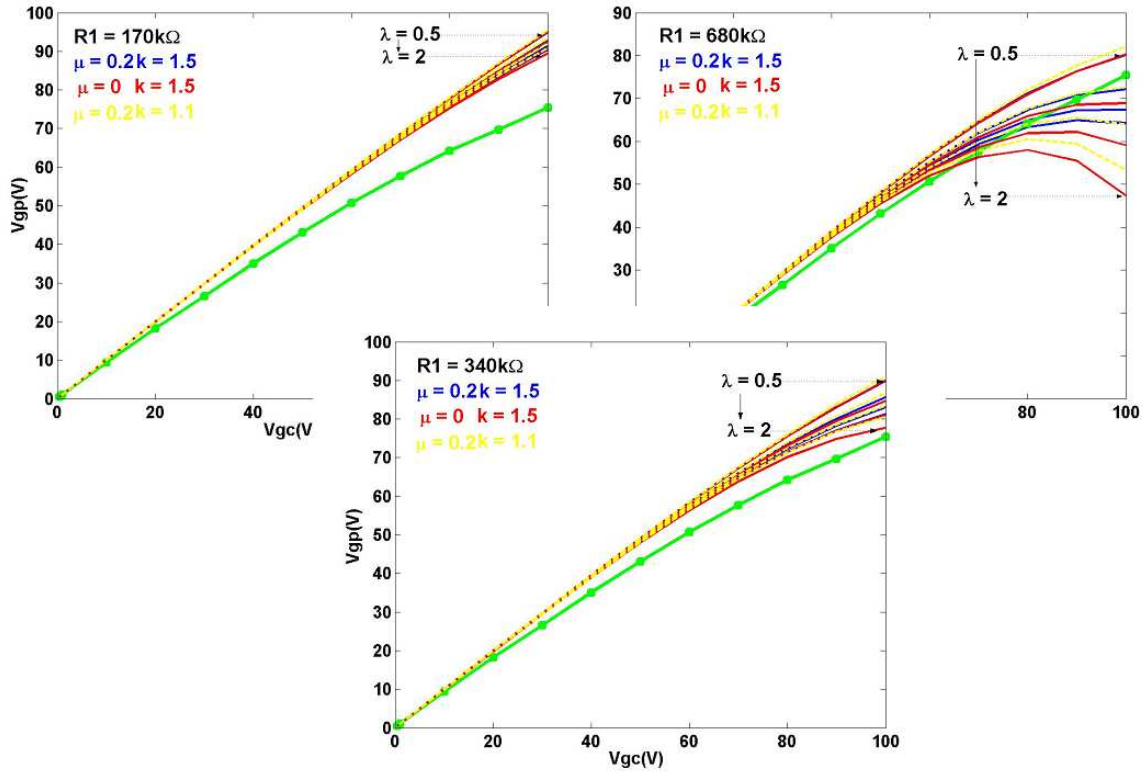 100
90
80
70
60
50
40
30
20
10
0
Vgp(V)
R1 = 170kΩ
μ = 0.2k = 1.5
μ = 0 k = 1.5
μ = 0.2k = 1.1
λ = 0.5
λ = 2
0
20
40
Vgc(V
90
80
70
60
50
40
30
Vgp(V)
R1 = 680kΩ
μ = 0.2k = 1.5
μ = 0 k = 1.5
μ = 0.2k = 1.1
λ = 0.5
λ = 2
80
100
100
90
80
70
60
50
40
30
20
10
0
Vgp(V)
R1 = 340kΩ
μ = 0.2k = 1.5
μ = 0 k = 1.5
μ = 0.2k = 1.1
λ = 0.5
λ = 2
0
20
40
60
80
100
Vgc(V)